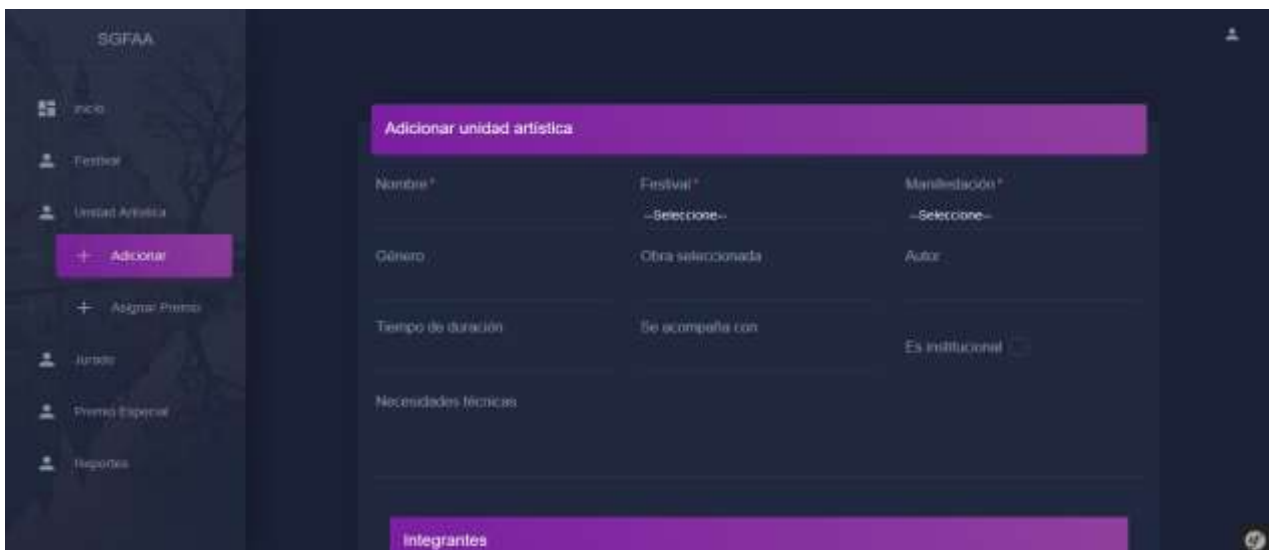 SGFAA
Inicio
Festival
Unidad Artística
Adicionar
Asignar Premio
Jurado
Premio Especial
Reportes
Adicionar unidad artística
Nombre* Festival* Manifestación*
--Seleccione-- --Seleccione--
Género Obra seleccionada Autor
Tiempo de duración Se acompaña con
Es institucional
Necesidades técnicas
Integrantes